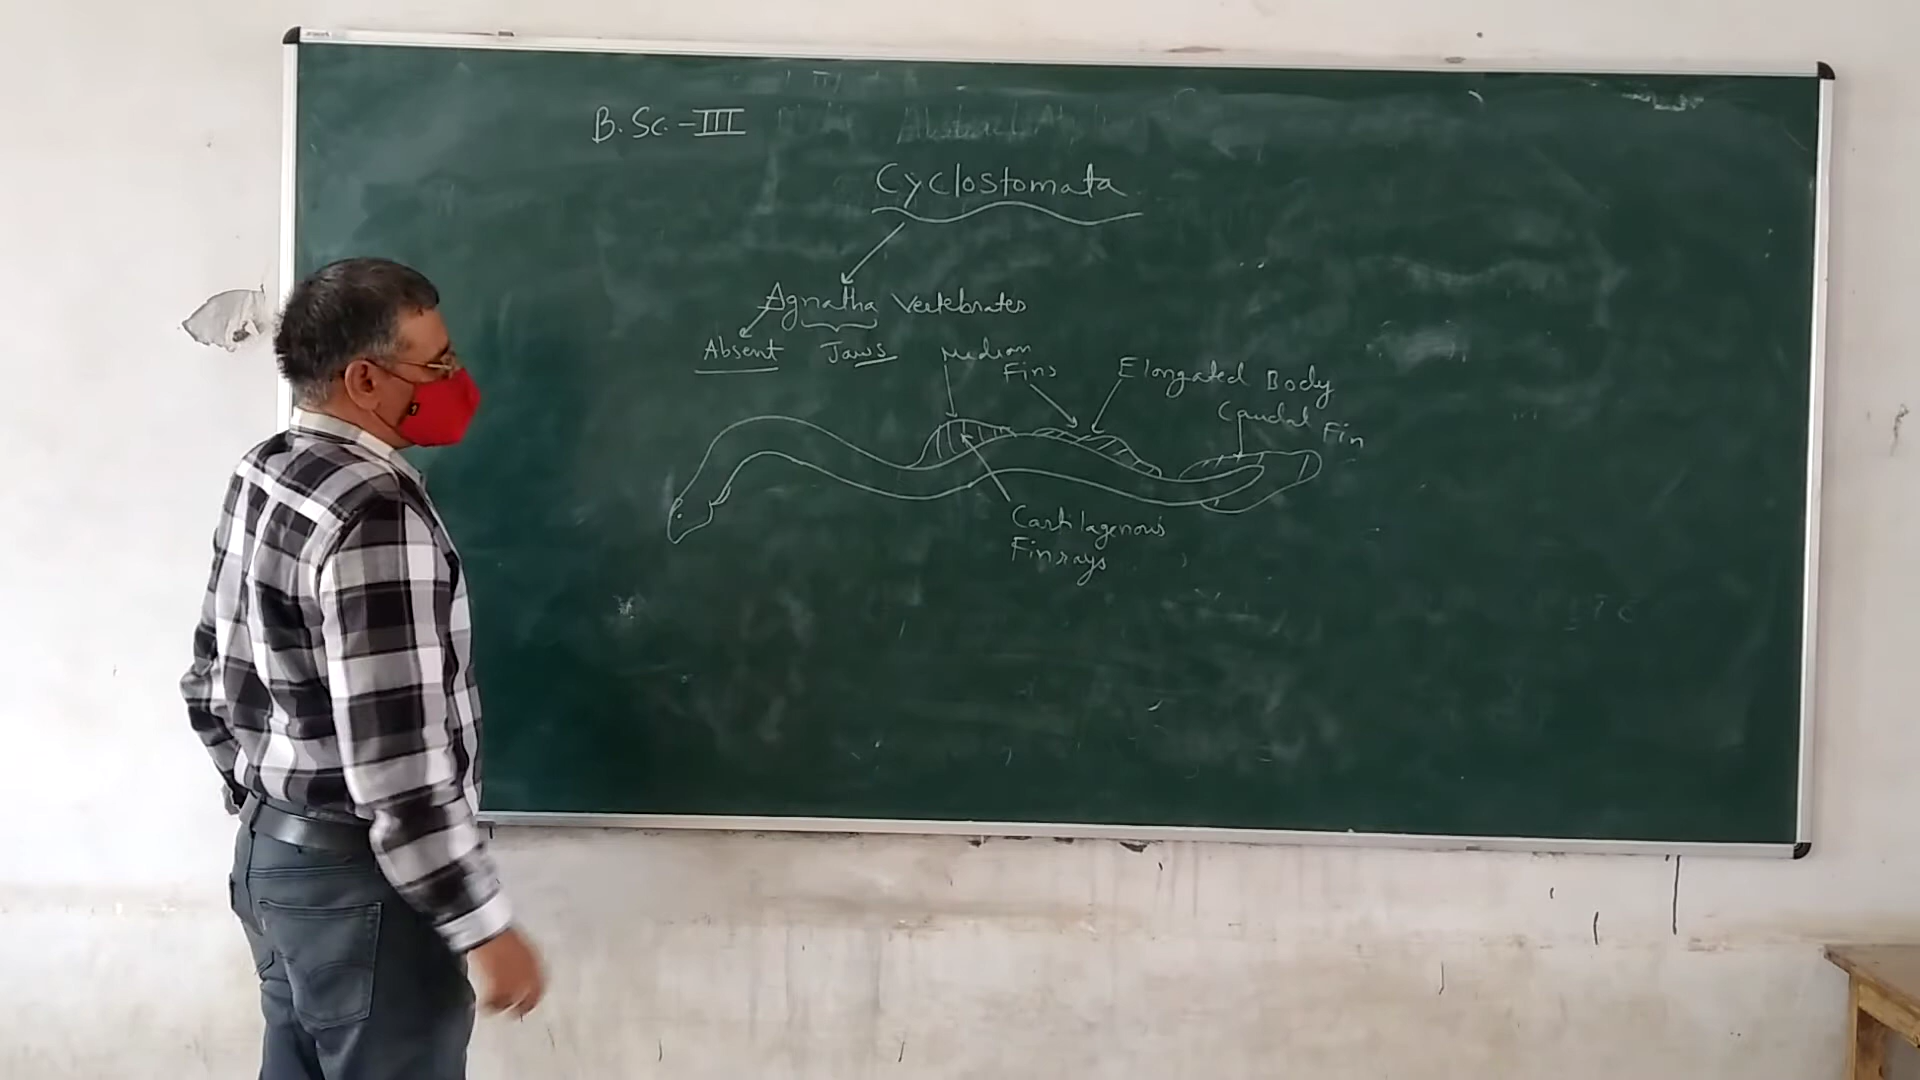 B.Sc.-III
Cyclostomata
Agnatha Vertebrates
Absent Jaws
Median
Fins
Elongated Body
Caudal
Fin
Cartilagenous
Finrays